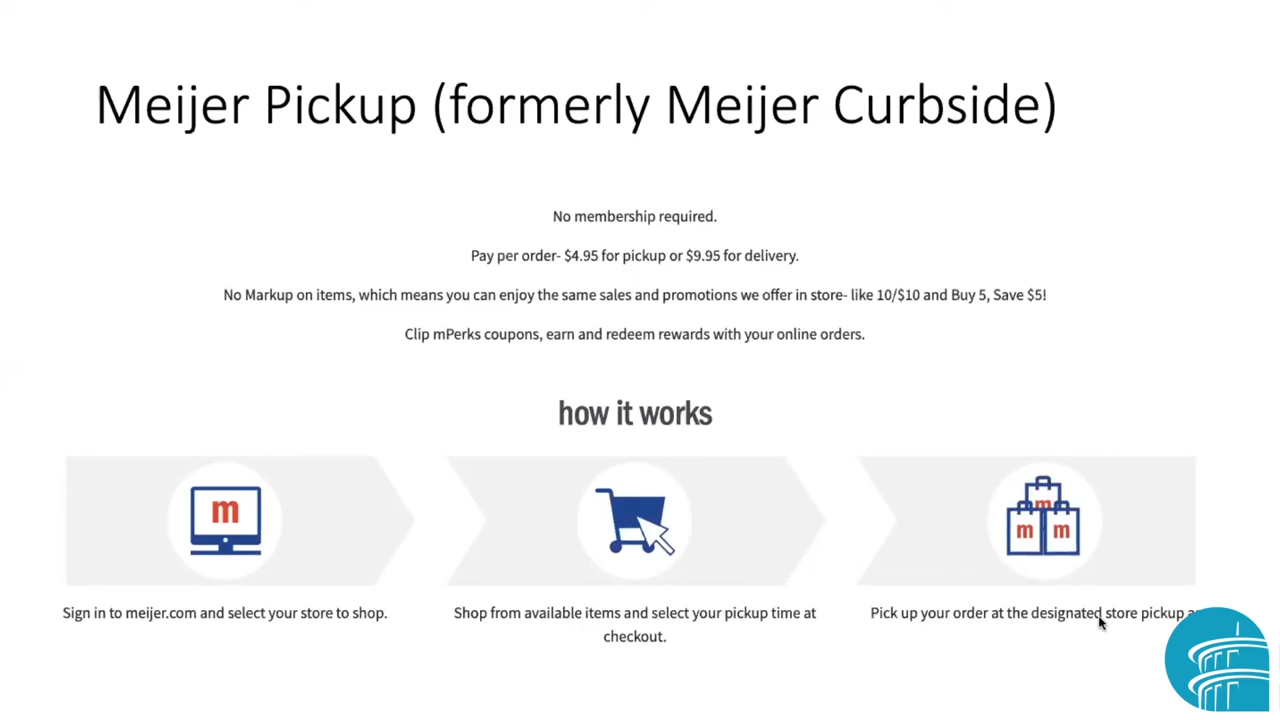 Meijer Pickup (formerly Meijer Curbside)
No membership required.
Pay per order- $4.95 for pickup or $9.95 for delivery.
No Markup on items, which means you can enjoy the same sales and promotions we offer in store- like 10/$10 and Buy 5, Save $5!
Clip mPerks coupons, earn and redeem rewards with your online orders.
how it works
m
m
m m
Sign in to meijer.com and select your store to shop.
Shop from available items and select your pickup time at
checkout.
Pick up your order at the designated store pickup